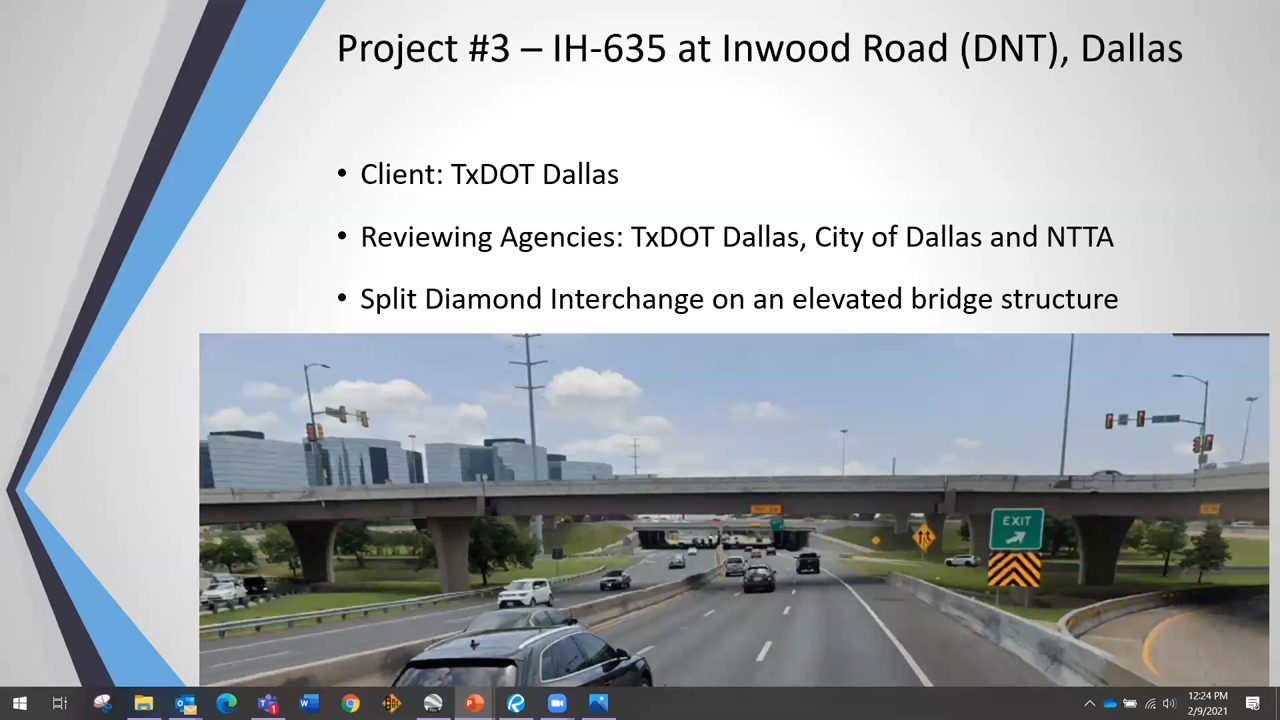 Project #3 – IH-635 at Inwood Road (DNT), Dallas
• Client: TxDOT Dallas
• Reviewing Agencies: TxDOT Dallas, City of Dallas and NTTA
• Split Diamond Interchange on an elevated bridge structure
EXIT
12:24 PM
2/9/2021